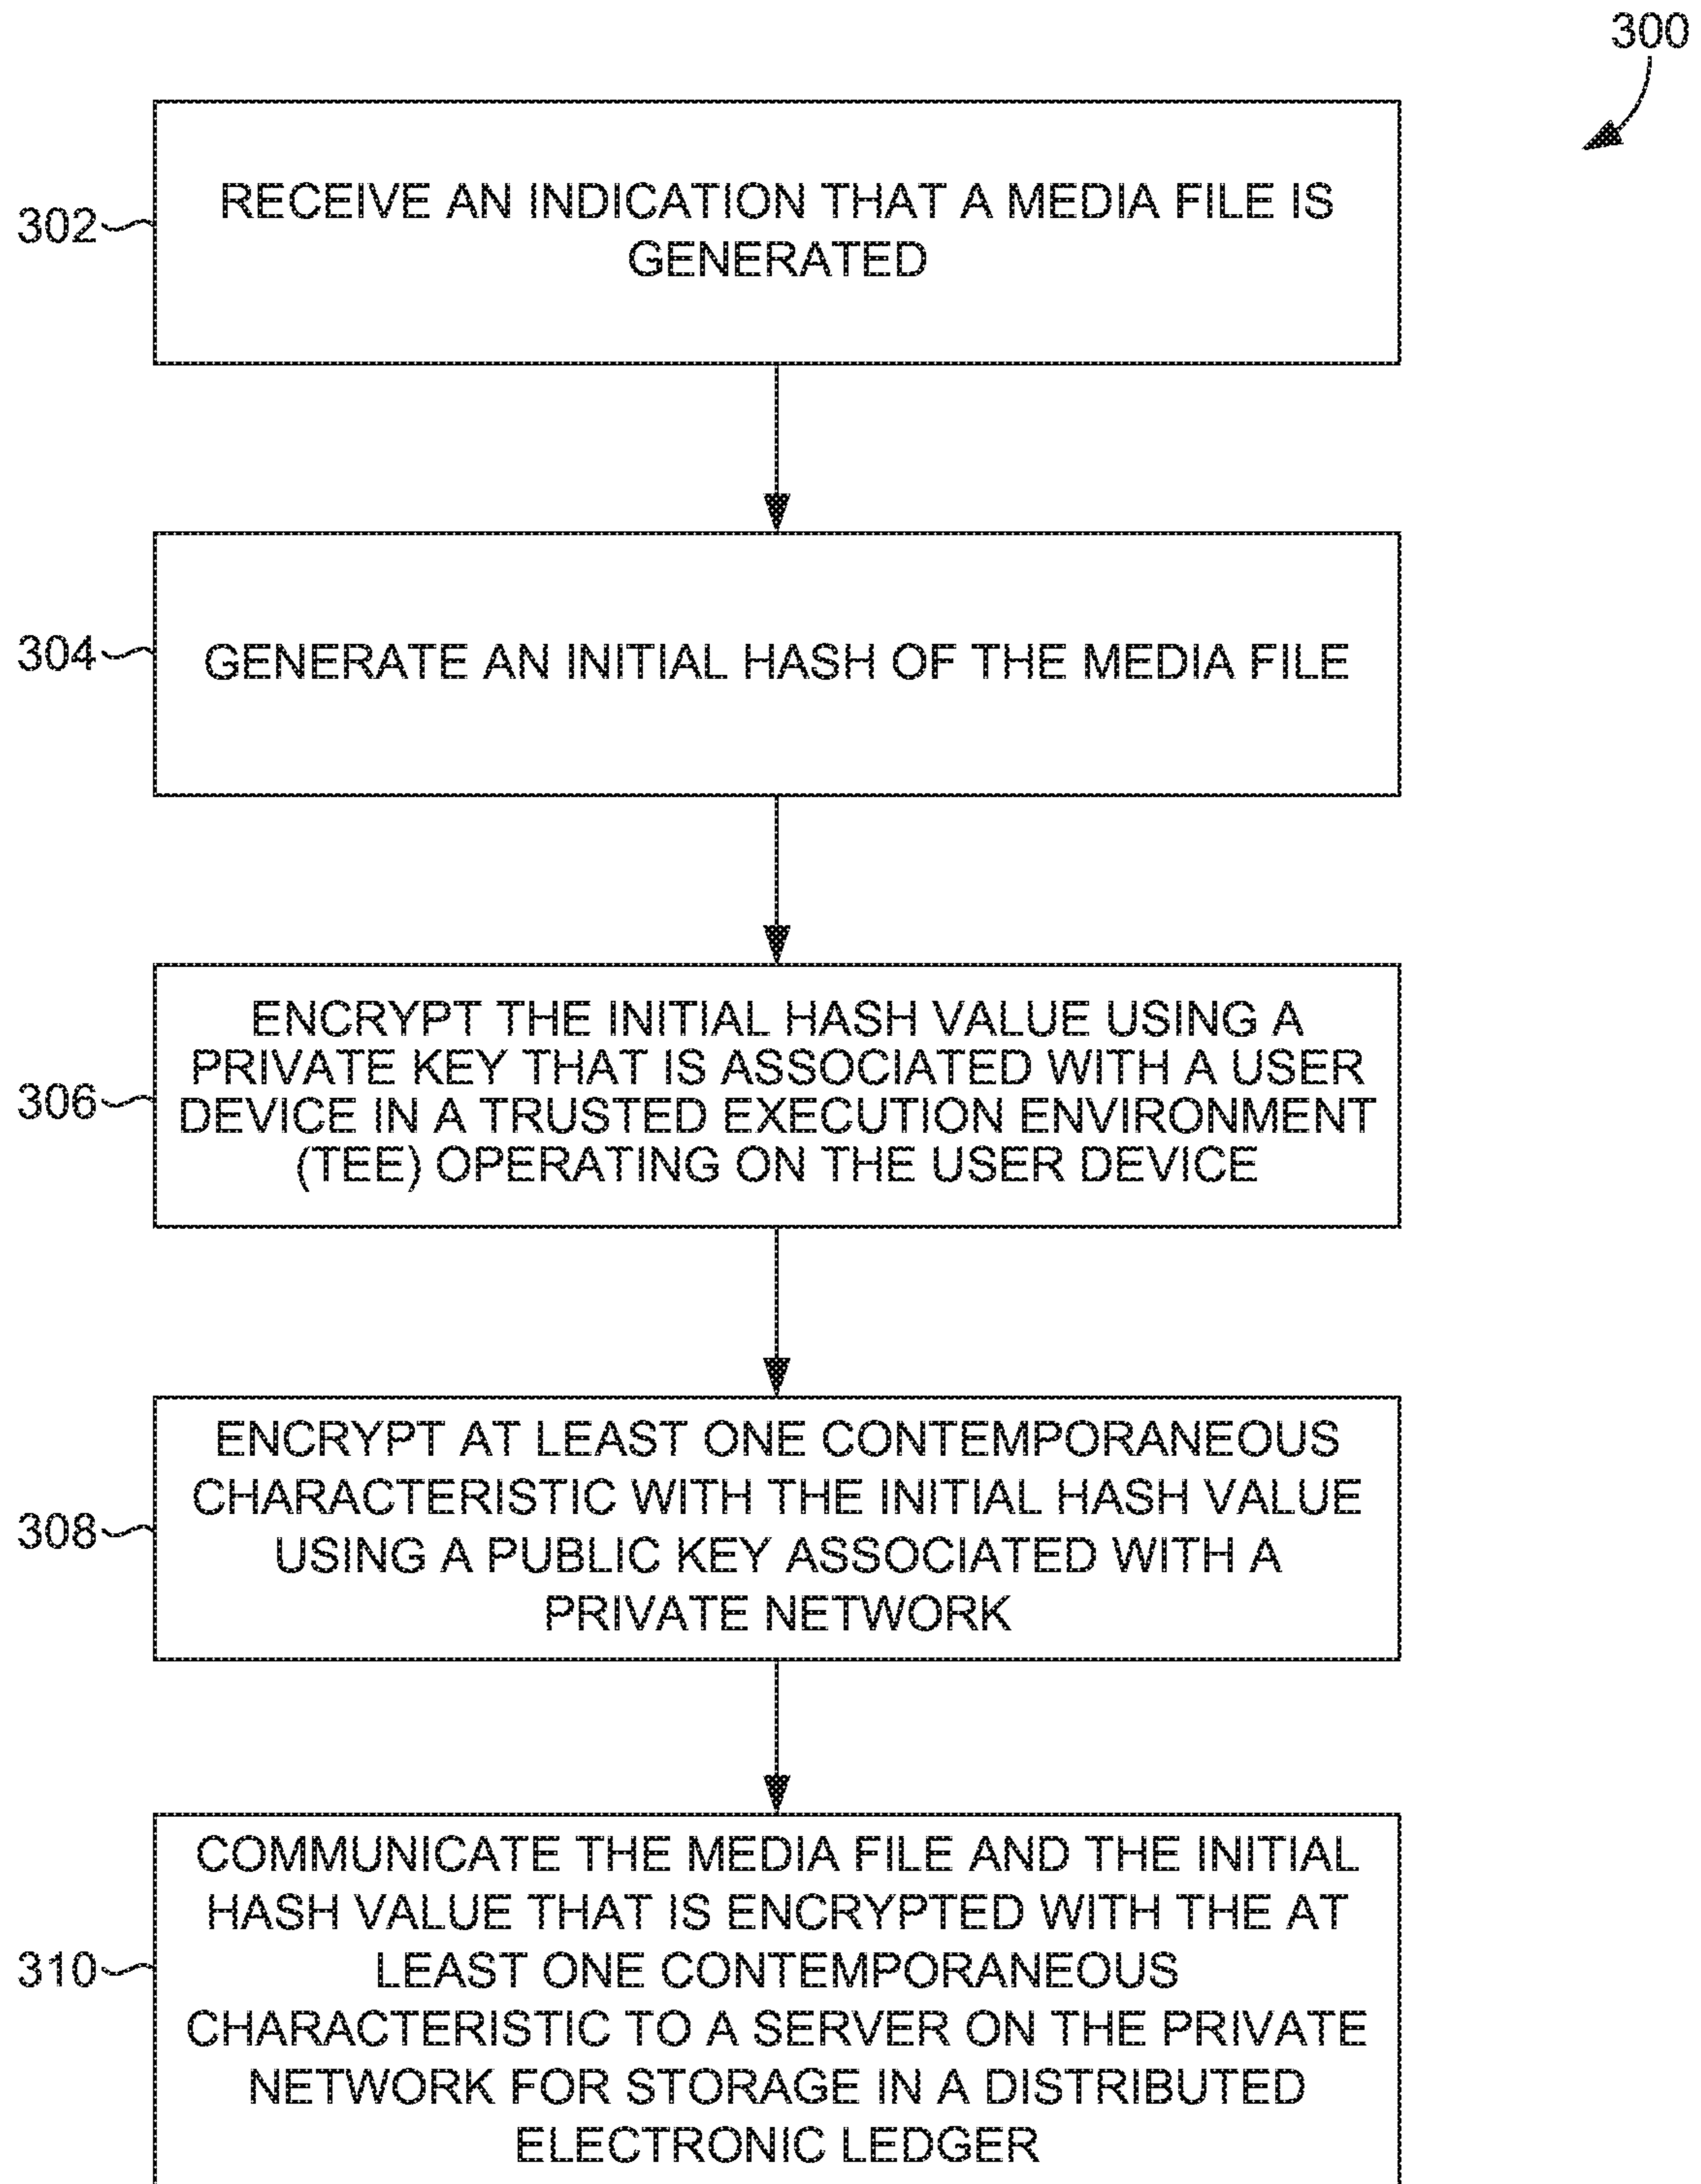 300
302
RECEIVE AN INDICATION THAT A MEDIA FILE IS
GENERATED
304
GENERATE AN INITIAL HASH OF THE MEDIA FILE
306
ENCRYPT THE INITIAL HASH VALUE USING A
PRIVATE KEY THAT IS ASSOCIATED WITH A USER
DEVICE IN A TRUSTED EXECUTION ENVIRONMENT
(TEE) OPERATING ON THE USER DEVICE
308
ENCRYPT AT LEAST ONE CONTEMPORANEOUS
CHARACTERISTIC WITH THE INITIAL HASH VALUE
USING A PUBLIC KEY ASSOCIATED WITH A
PRIVATE NETWORK
310
COMMUNICATE THE MEDIA FILE AND THE INITIAL
HASH VALUE THAT IS ENCRYPTED WITH THE AT
LEAST ONE CONTEMPORANEOUS
CHARACTERISTIC TO A SERVER ON THE PRIVATE
NETWORK FOR STORAGE IN A DISTRIBUTED
ELECTRONIC LEDGER